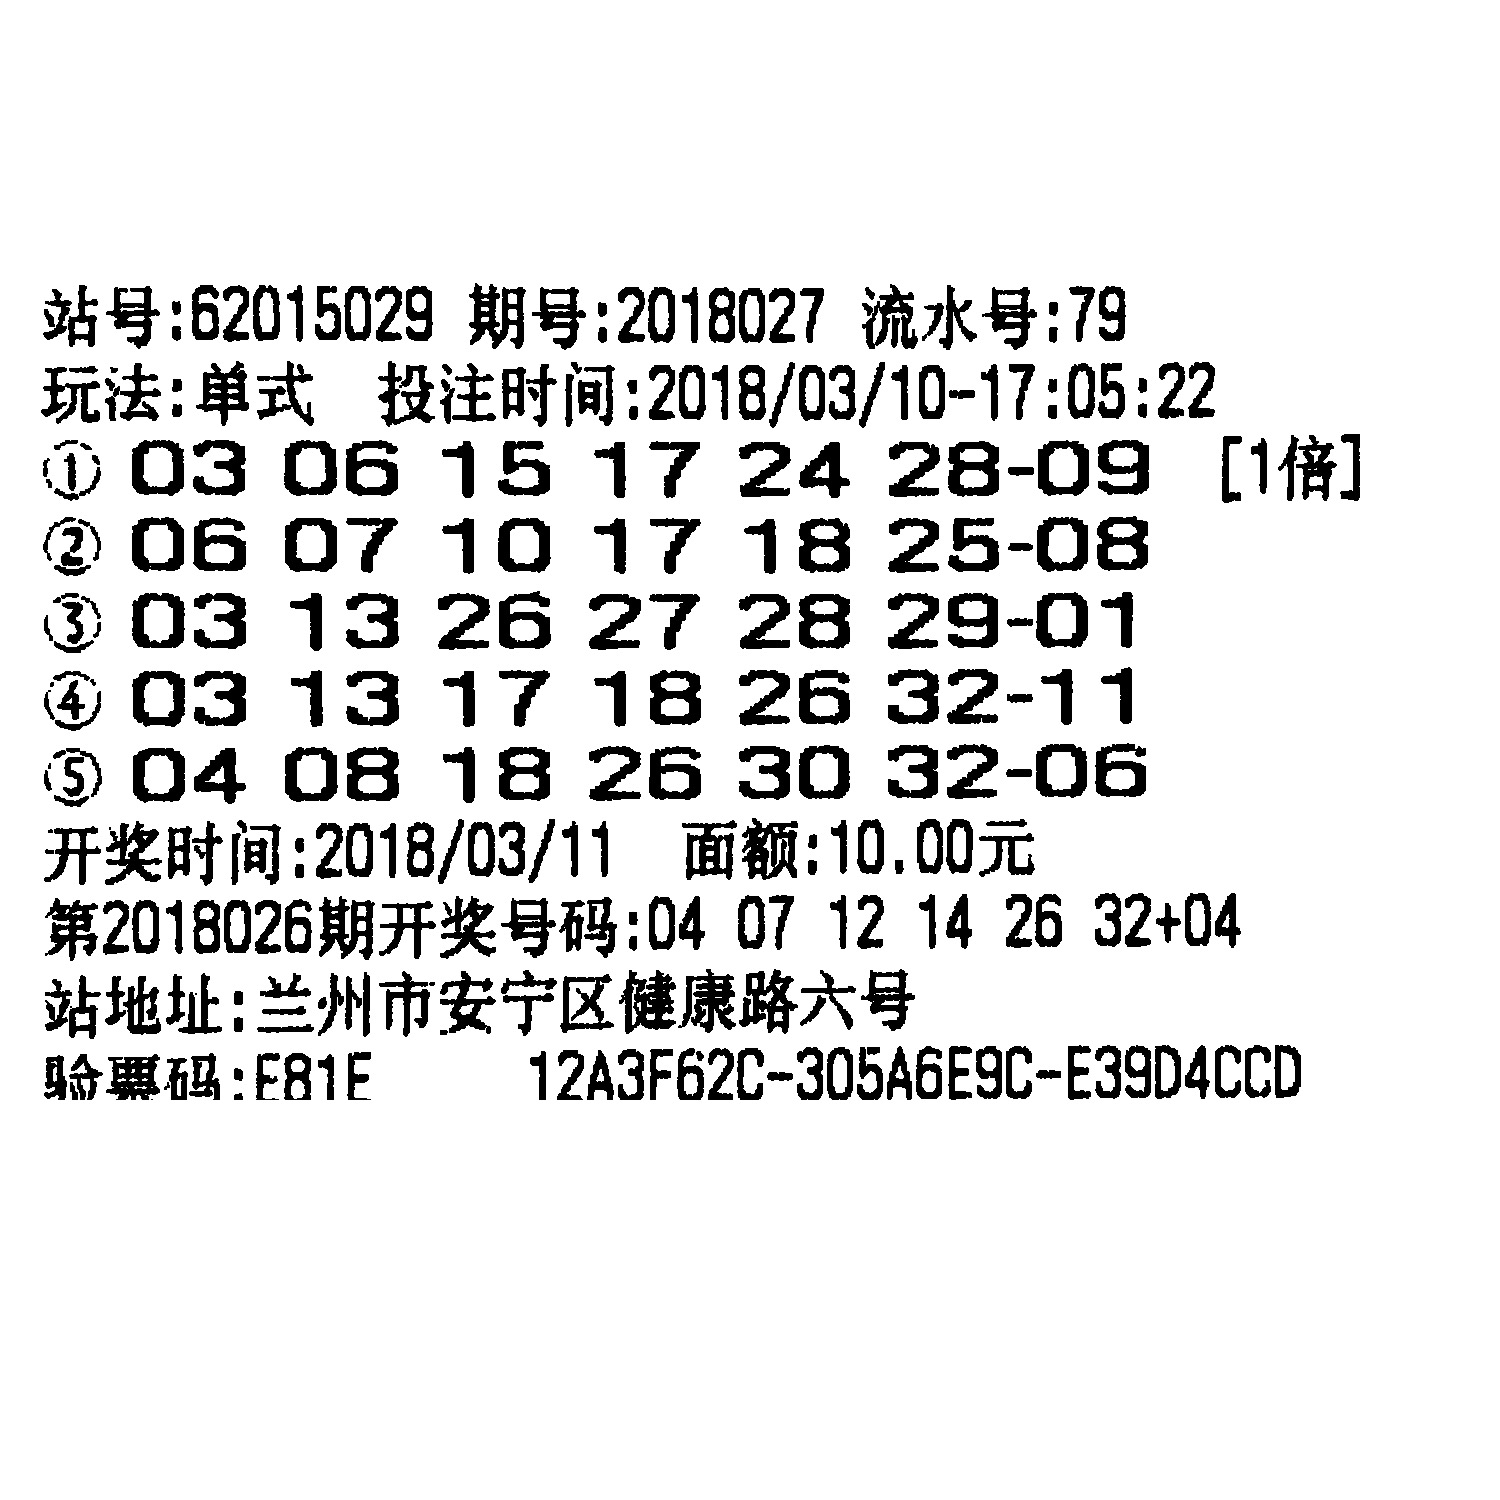 站号:62015029 期号:2018027 流水号:79
玩法:单式 投注时间:2018/03/10-17:05:22
① 03 06 15 17 24 28-09 [1倍]
② 06 07 10 17 18 25-08
③ 03 13 26 27 28 29-01
④ 03 13 17 18 26 32-11
⑤ 04 08 18 26 30 32-06
开奖时间:2018/03/11 面额:10.00元
第2018026期开奖号码:04 07 12 14 26 32+04
站地址:兰州市安宁区健康路六号
验票码:E81E 12A3F62C-305A6E9C-E39D4CCD